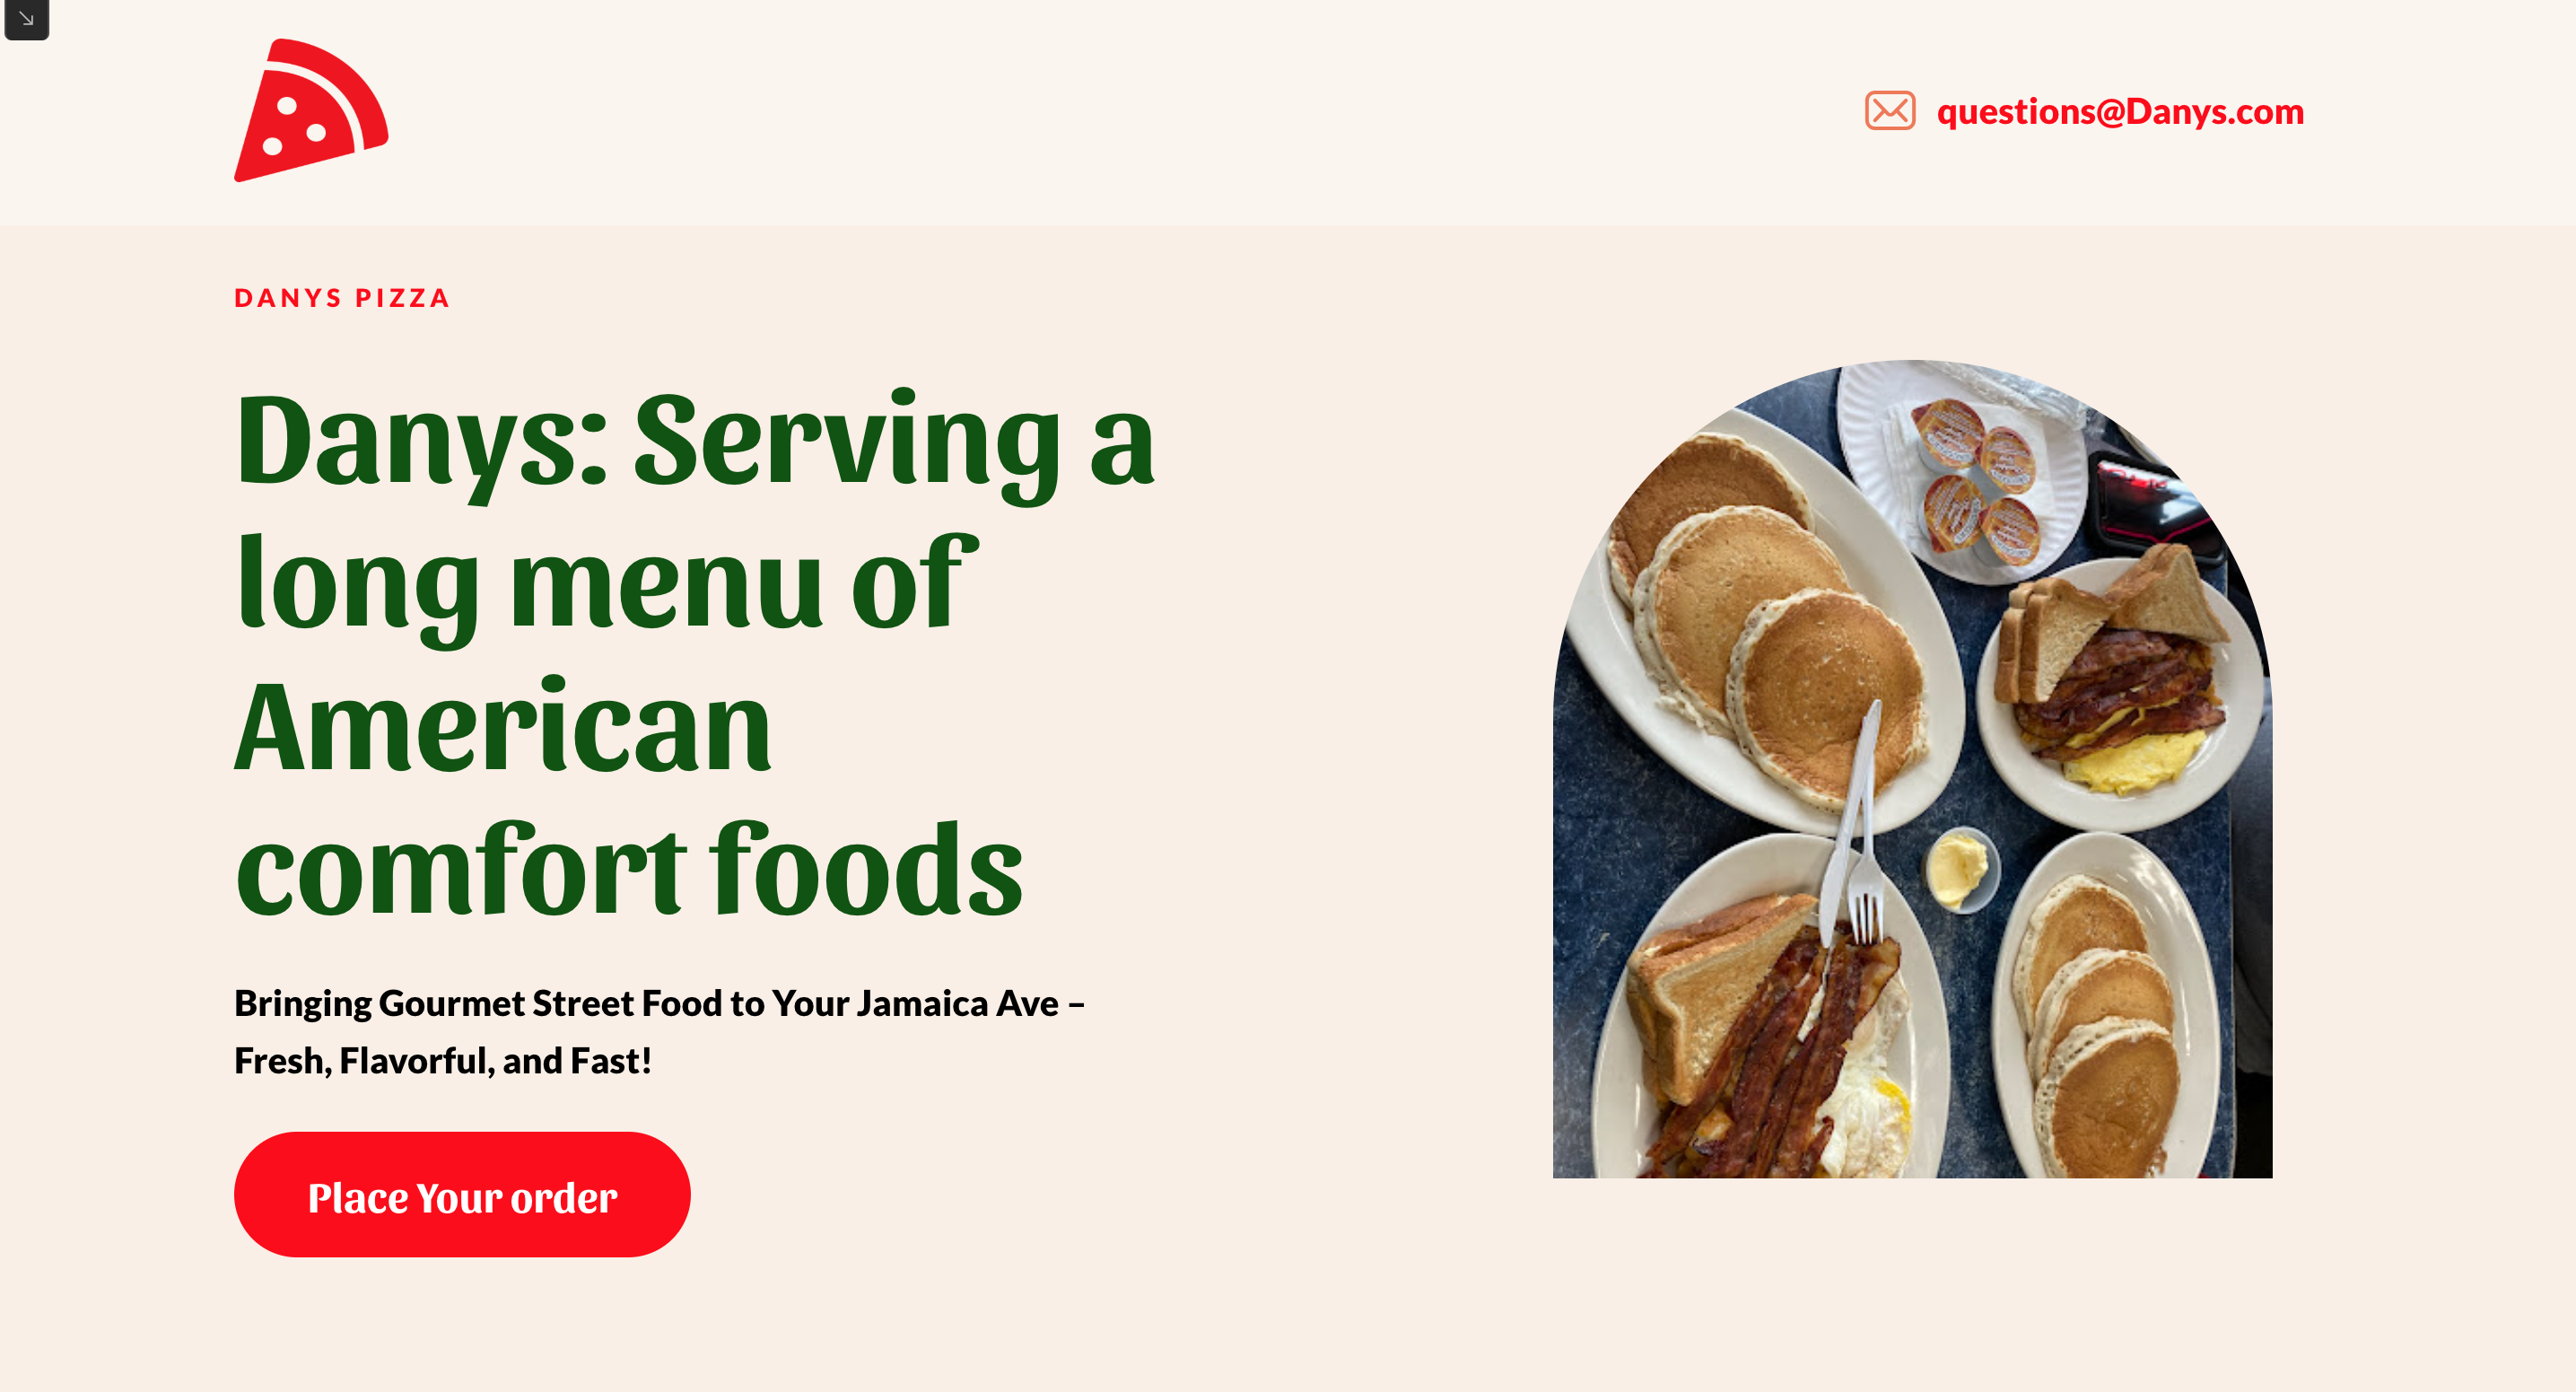 questions@Danys.com
DANYS PIZZA
Danys: Serving a
long menu of
American
comfort foods
Bringing Gourmet Street Food to Your Jamaica Ave –
Fresh, Flavorful, and Fast!
Place Your order